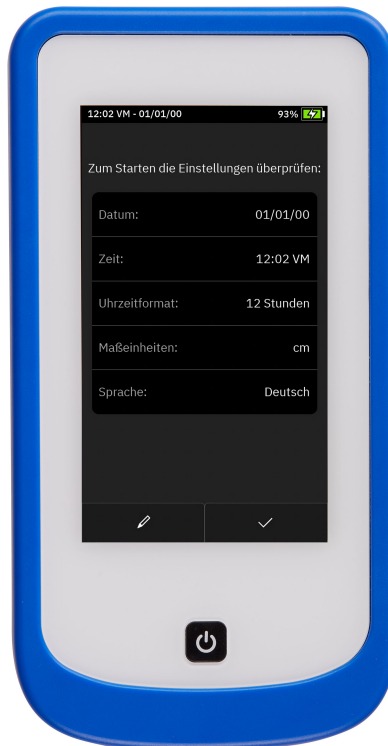 12:02 VM - 01/01/00 93%
Zum Starten die Einstellungen überprüfen:
Datum: 01/01/00
Zeit: 12:02 VM
Uhrzeitformat: 12 Stunden
Maßeinheiten: cm
Sprache: Deutsch